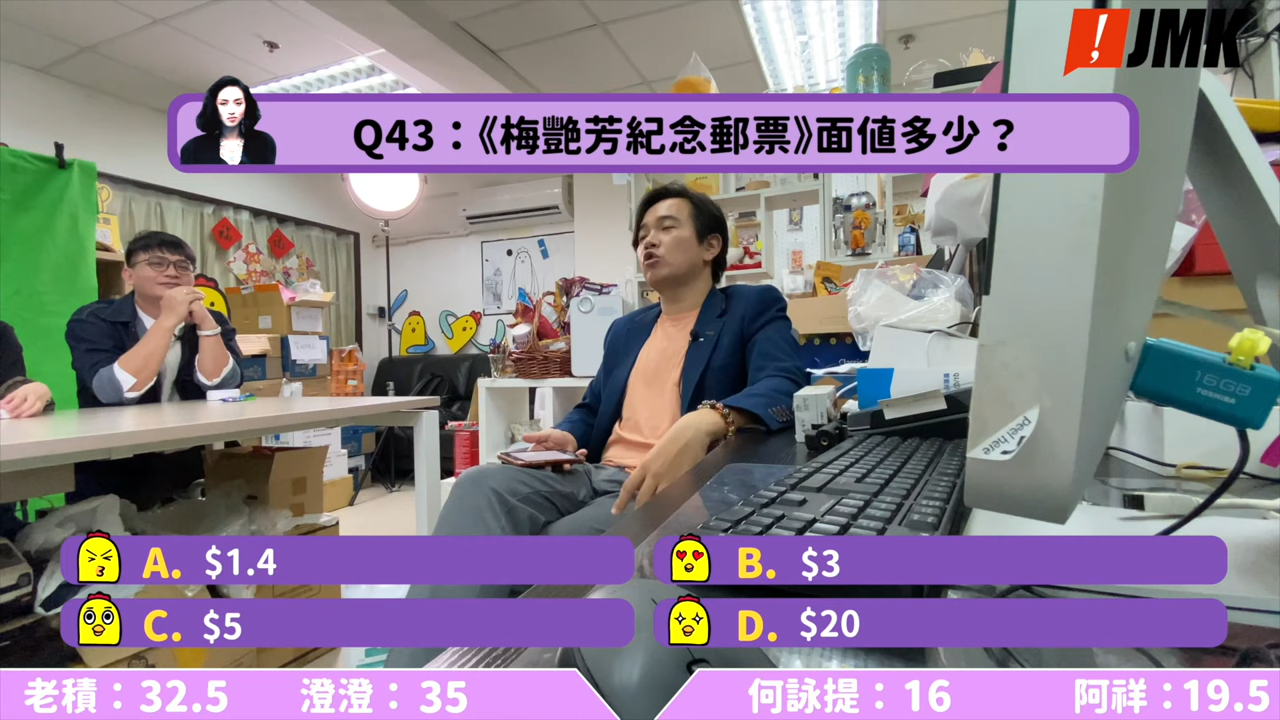 !JMK
Q43：《梅艷芳紀念郵票》面值多少？
peel here
16GB
TOSHIBA
A. $1.4
B. $3
C. $5
D. $20
老積：32.5
澄澄：35
何詠提：16
阿祥：19.5